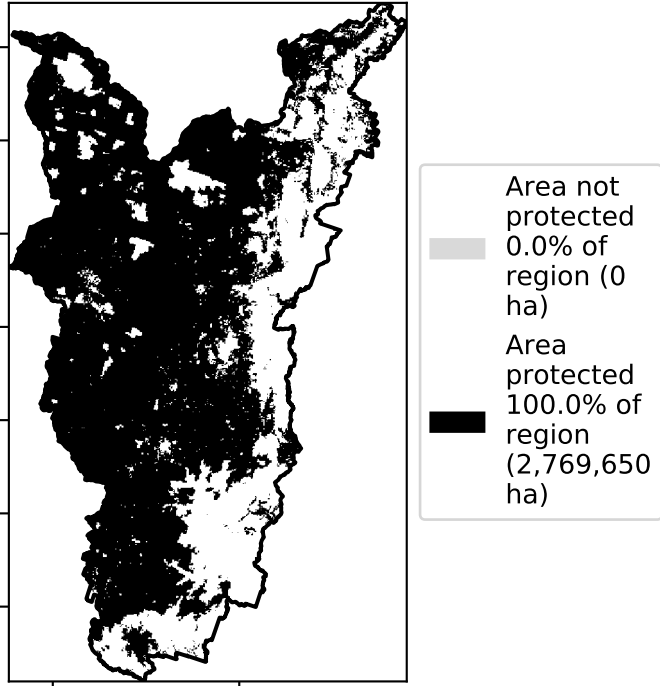 Area not
protected
0.0% of
region (0
ha)
Area
protected
100.0% of
region
(2,769,650
ha)